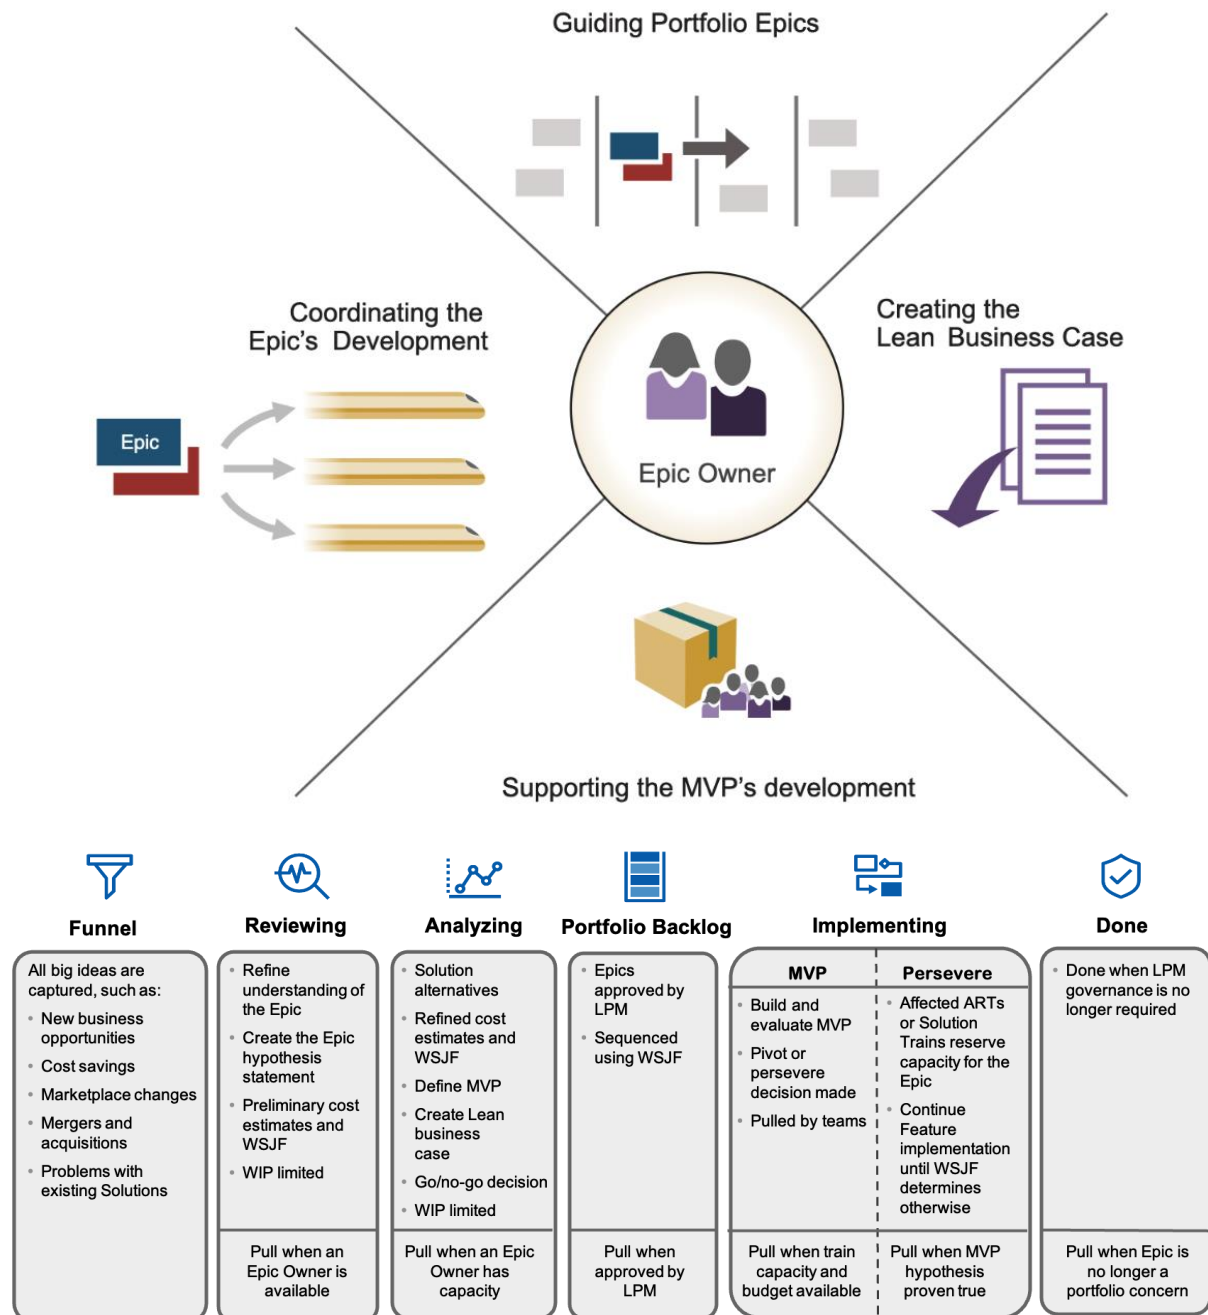 Guiding Portfolio Epics
Coordinating the
Epic's Development
Creating the
Lean Business Case
Epic
Epic Owner
Supporting the MVP's development
Funnel
All big ideas are
captured, such as:
• New business
opportunities
• Cost savings
• Marketplace changes
• Mergers and
acquisitions
• Problems with
existing Solutions
Reviewing
• Refine
understanding of
the Epic
• Create the Epic
hypothesis
statement
• Preliminary cost
estimates and
WSJF
• WIP limited
Pull when an
Epic Owner is
available
Analyzing
• Solution
alternatives
• Refined cost
estimates and
WSJF
• Define MVP
• Create Lean
business
case
• Go/no-go decision
• WIP limited
Pull when an Epic
Owner has
capacity
Portfolio Backlog
• Epics
approved by
LPM
• Sequenced
using WSJF
Pull when
approved by
LPM
Implementing
MVP
• Build and
evaluate MVP
• Pivot or
persevere
decision made
• Pulled by teams
Pull when train
capacity and
budget available
Persevere
• Affected ARTs
or Solution
Trains reserve
capacity for the
Epic
• Continue
Feature
implementation
until WSJF
determines
otherwise
Pull when MVP
hypothesis
proven true
Done
• Done when LPM
governance is no
longer required
Pull when Epic is
no longer a
portfolio concern